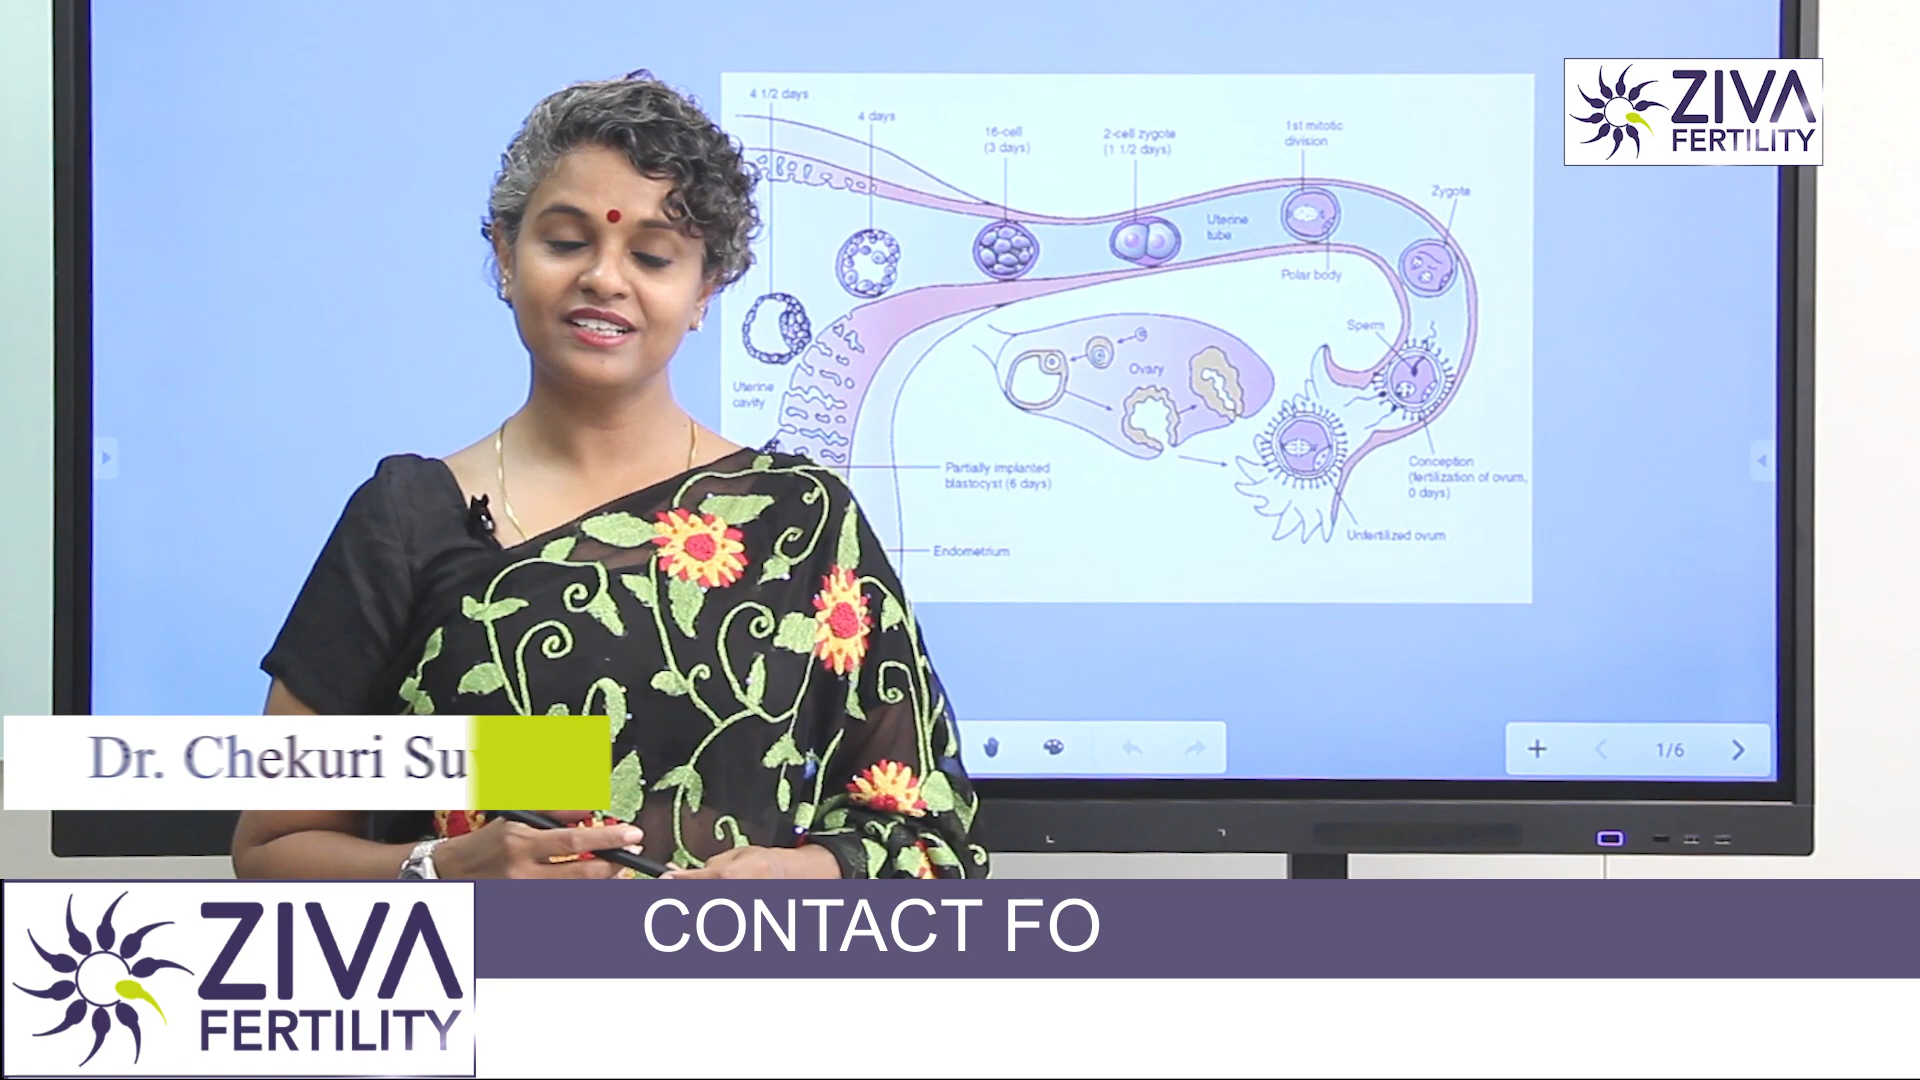 4 1/2 days
4 days
16-cell
(3 days)
2-cell zygote
(1 1/2 days)
1st mitotic
division
Zygote
Uterine
tube
Polar body
Sperm
Ovary
Uterine
cavity
Partially implanted
blastocyst (6 days)
Conception
(fertilization of ovum,
0 days)
Unfertilized ovum
Endometrium
ZIVA
FERTILITY
1/6
Dr. Chekuri Su
ZIVA
FERTILITY
CONTACT FO